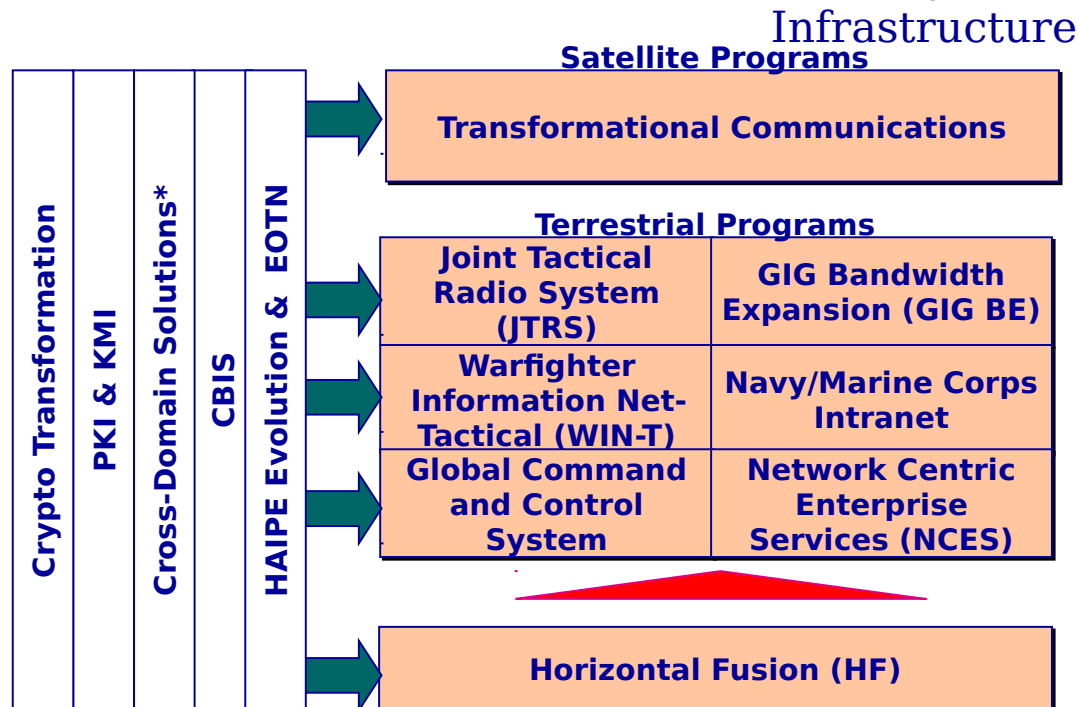 Infrastructure
Satellite Programs
Transformational Communications
Terrestrial Programs
Joint Tactical
Radio System
(JTRS)
GIG Bandwidth
Expansion (GIG BE)
Warfighter
Information Net-
Tactical (WIN-T)
Navy/Marine Corps
Intranet
Global Command
and Control
System
Network Centric
Enterprise
Services (NCES)
Horizontal Fusion (HF)
Crypto Transformation
PKI & KMI
Cross-Domain Solutions*
CBIS
HAIPE Evolution & EOTN